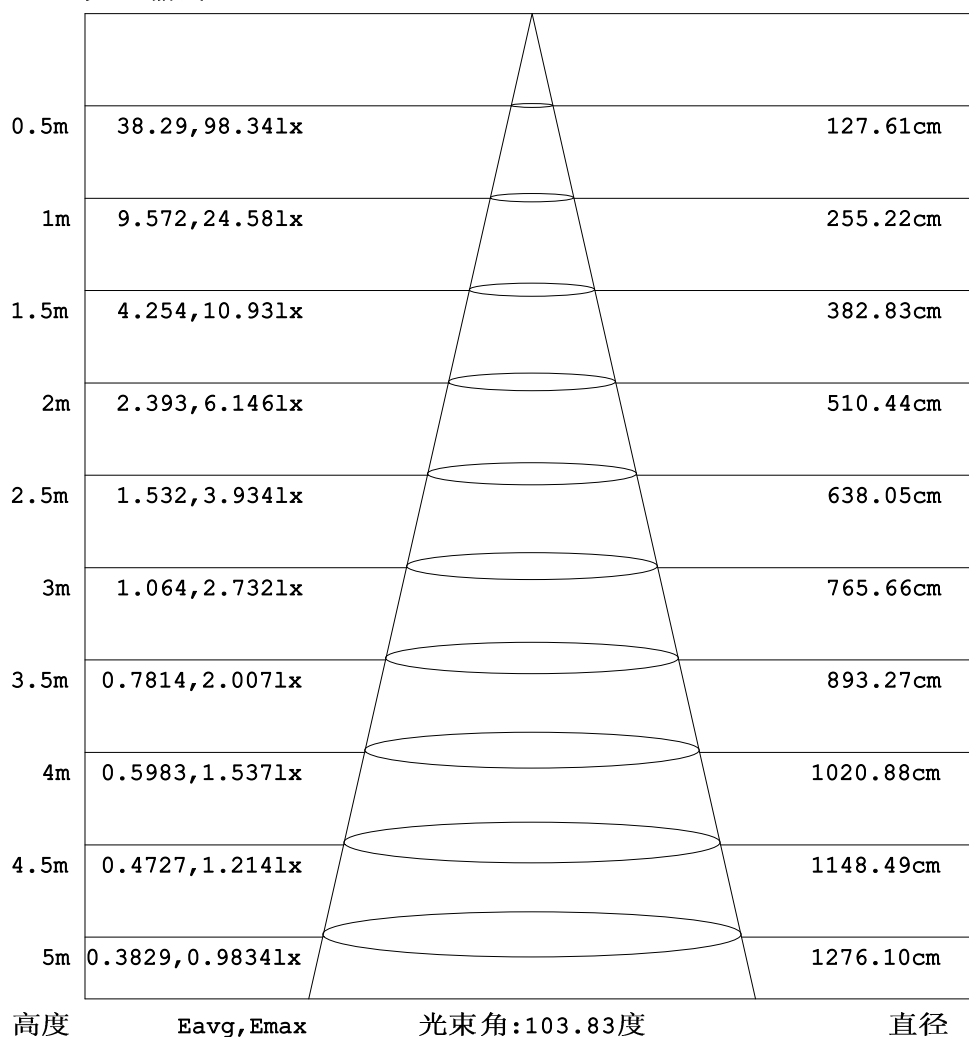 0.5m 38.29,98.34lx 127.61cm
1m 9.572,24.58lx 255.22cm
1.5m 4.254,10.93lx 382.83cm
2m 2.393,6.146lx 510.44cm
2.5m 1.532,3.934lx 638.05cm
3m 1.064,2.732lx 765.66cm
3.5m 0.7814,2.007lx 893.27cm
4m 0.5983,1.537lx 1020.88cm
4.5m 0.4727,1.214lx 1148.49cm
5m 0.3829,0.9834lx 1276.10cm
高度 Eavg,Emax 光束角:103.83度 直径